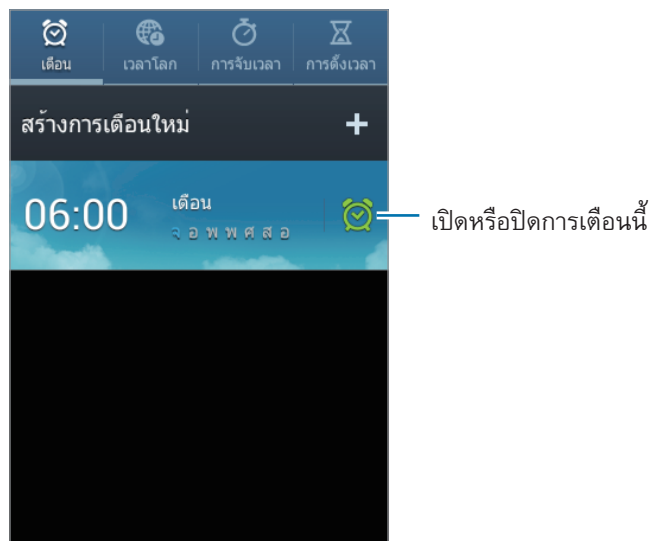 เตือน เวลาโลก การจับเวลา การตั้งเวลา
สร้างการเตือนใหม่ +
06:00 เตือน
จ อ พ พ ศ ส อ
เปิดหรือปิดการเตือนนี้